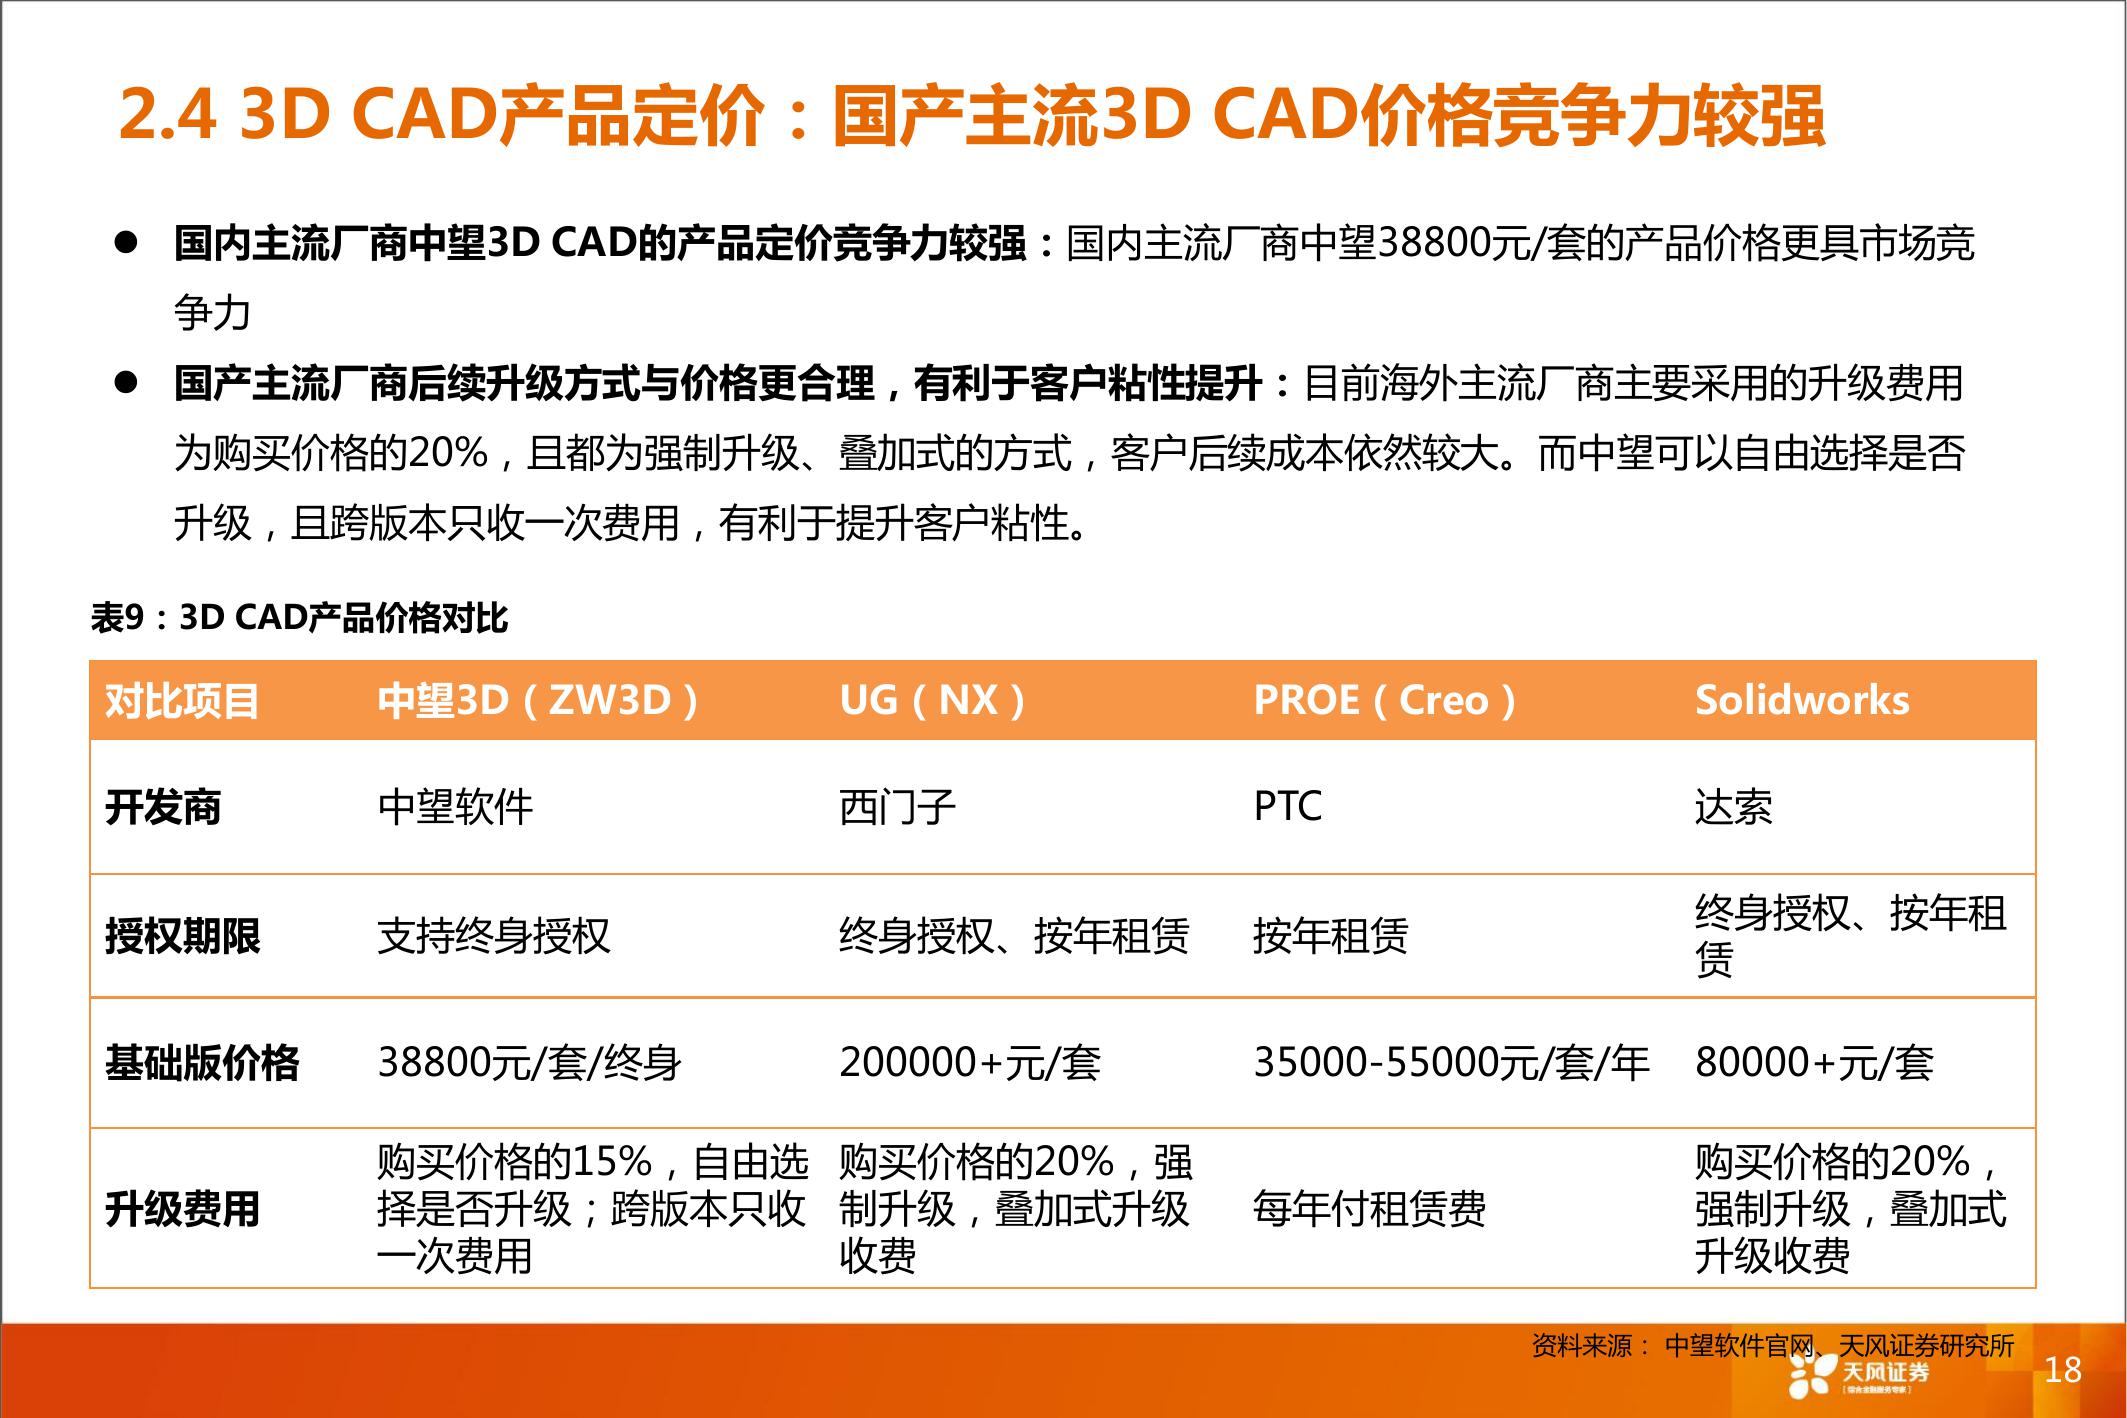 2.4 3D CAD产品定价：国产主流3D CAD价格竞争力较强
● 国内主流厂商中望3D CAD的产品定价竞争力较强：国内主流厂商中望38800元/套的产品价格更具市场竞
争力
● 国产主流厂商后续升级方式与价格更合理，有利于客户粘性提升：目前海外主流厂商主要采用的升级费用
为购买价格的20%，且都为强制升级、叠加式的方式，客户后续成本依然较大。而中望可以自由选择是否
升级，且跨版本只收一次费用，有利于提升客户粘性。
表9：3D CAD产品价格对比
对比项目 中望3D（ZW3D） UG（NX） PROE（Creo） Solidworks
开发商 中望软件 西门子 PTC 达索
授权期限 支持终身授权 终身授权、按年租赁 按年租赁 终身授权、按年租
赁
基础版价格 38800元/套/终身 200000+元/套 35000-55000元/套/年 80000+元/套
升级费用
购买价格的15%，自由选
择是否升级；跨版本只收
一次费用
购买价格的20%，强
制升级，叠加式升级
收费
每年付租赁费
购买价格的20%，
强制升级，叠加式
升级收费
资料来源： 中望软件官网、天风证券研究所
天风证券
[综合金融服务专家]
18